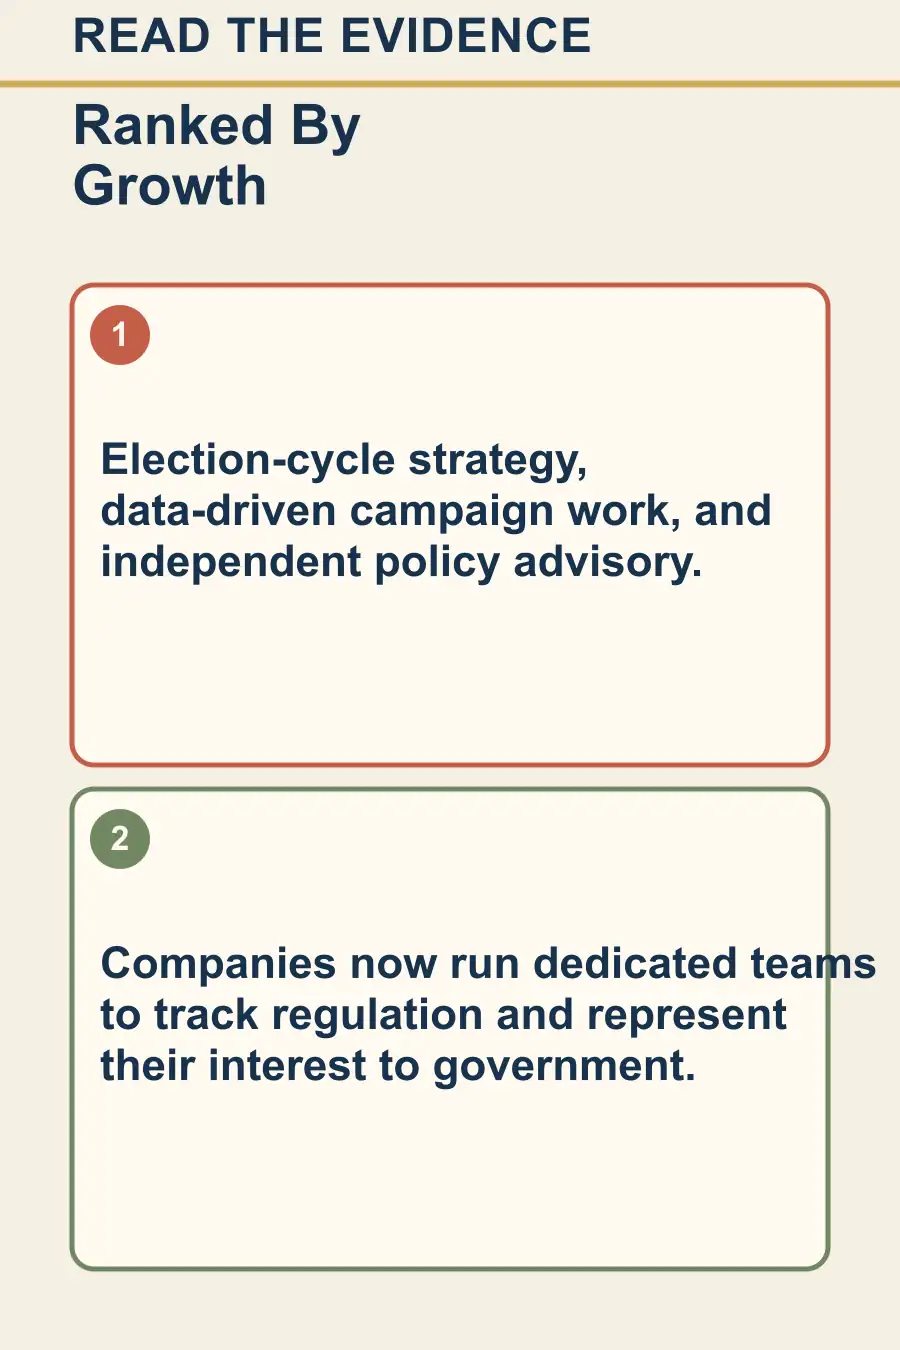 READ THE EVIDENCE
Ranked By
Growth
1
Election-cycle strategy,
data-driven campaign work, and
independent policy advisory.
2
Companies now run dedicated teams
to track regulation and represent
their interest to government.